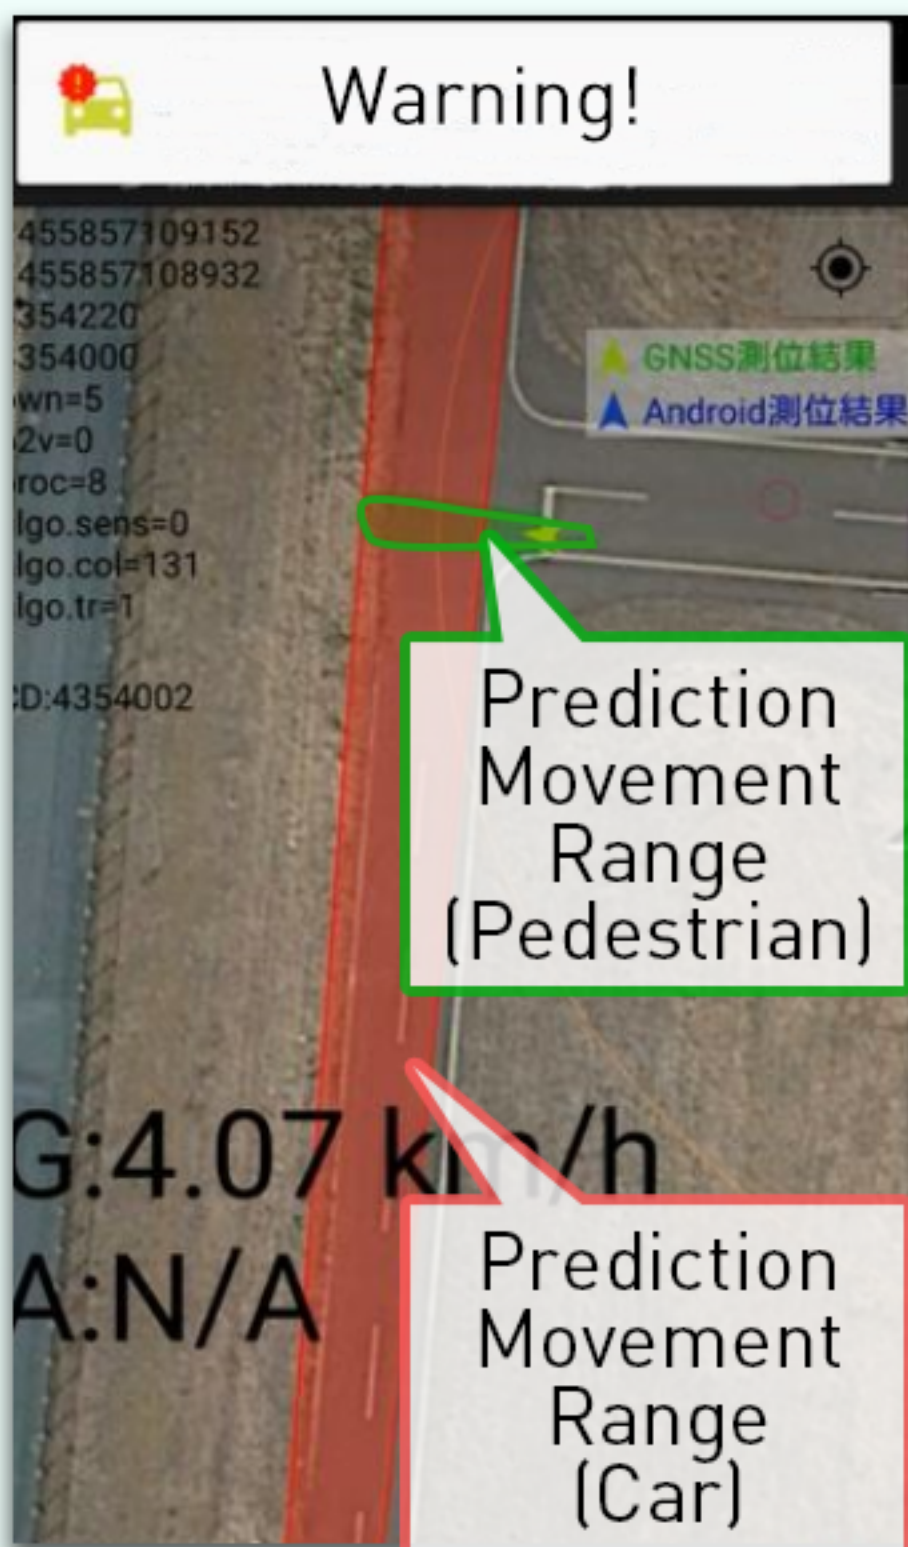 Warning!
455857109152
455857108932
354220
354000
wn=5
2v=0
roc=8
lgo.sens=0
lgo.col=131
lgo.tr=1
GNSS測位結果
Android測位結果
CD:4354002
Prediction
Movement
Range
(Pedestrian)
G:4.07 km/h
A:N/A
Prediction
Movement
Range
(Car)